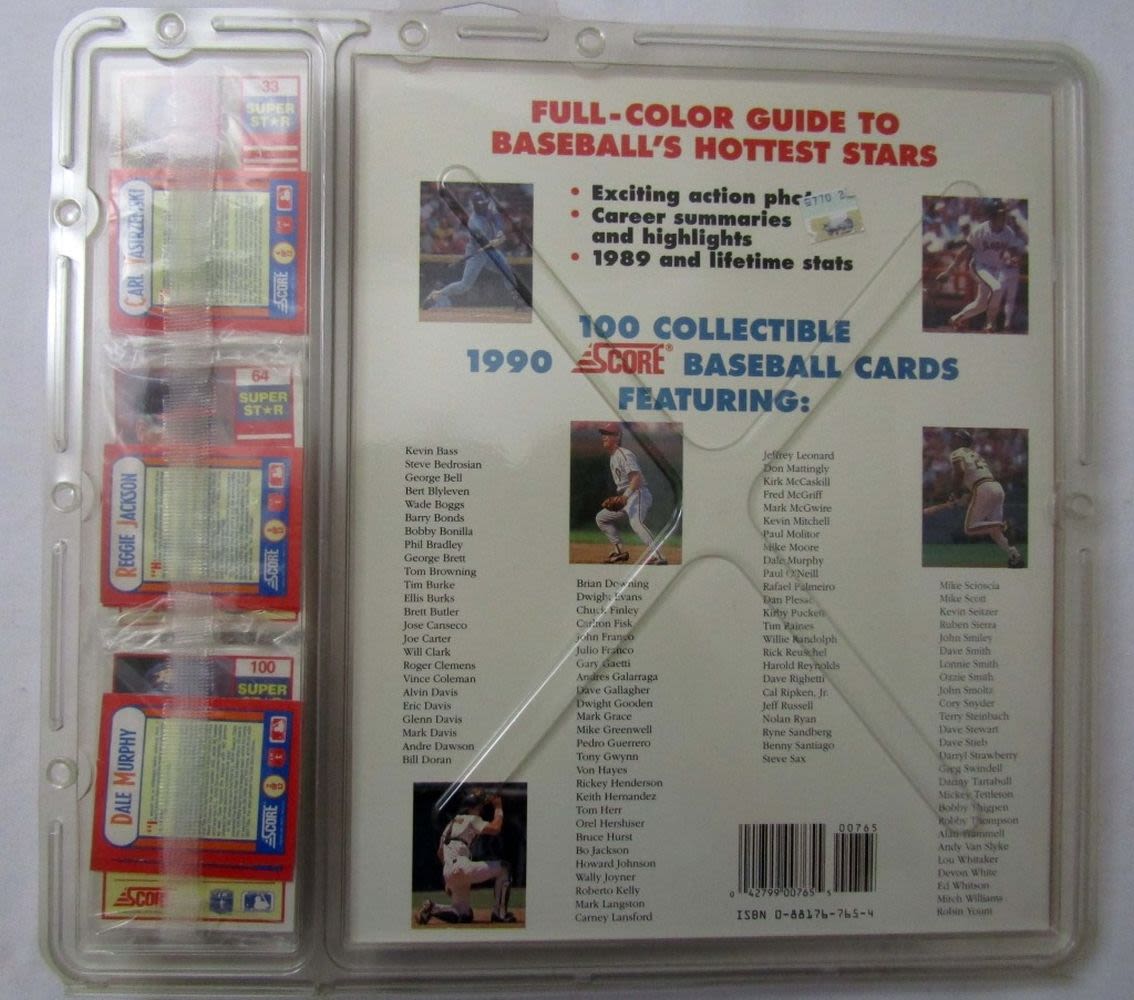 33
SUPER
ST★R
CARL YASTRZEMSKI
SCORE
64
SUPER
ST★R
REGGIE JACKSON
"H
SCORE
100
SUPER
DALE MURPHY
"I
SCORE
SCORE
FULL-COLOR GUIDE TO
BASEBALL'S HOTTEST STARS
• Exciting action pho
• Career summaries
and highlights
• 1989 and lifetime stats
100 COLLECTIBLE
1990 SCORE® BASEBALL CARDS
FEATURING:
Kevin Bass
Steve Bedrosian
George Bell
Bert Blyleven
Wade Boggs
Barry Bonds
Bobby Bonilla
Phil Bradley
George Brett
Tom Browning
Tim Burke
Ellis Burks
Brett Butler
Jose Canseco
Joe Carter
Will Clark
Roger Clemens
Vince Coleman
Alvin Davis
Eric Davis
Glenn Davis
Mark Davis
Andre Dawson
Bill Doran
Brian Downing
Dwight Evans
Chuck Finley
Carlton Fisk
John Franco
Julio Franco
Gary Gaetti
Andres Galarraga
Dave Gallagher
Dwight Gooden
Mark Grace
Mike Greenwell
Pedro Guerrero
Tony Gwynn
Von Hayes
Rickey Henderson
Keith Hernandez
Tom Herr
Orel Hershiser
Bruce Hurst
Bo Jackson
Howard Johnson
Wally Joyner
Roberto Kelly
Mark Langston
Carney Lansford
Jeffrey Leonard
Don Mattingly
Kirk McCaskill
Fred McGriff
Mark McGwire
Kevin Mitchell
Paul Molitor
Mike Moore
Dale Murphy
Paul O'Neill
Rafael Palmeiro
Dan Plesac
Kirby Puckett
Tim Raines
Willie Randolph
Rick Reuschel
Harold Reynolds
Dave Righetti
Cal Ripken, Jr.
Jeff Russell
Nolan Ryan
Ryne Sandberg
Benny Santiago
Steve Sax
Mike Scioscia
Mike Scott
Kevin Seitzer
Ruben Sierra
John Smiley
Dave Smith
Lonnie Smith
Ozzie Smith
John Smoltz
Cory Snyder
Terry Steinbach
Dave Stewart
Dave Stieb
Darryl Strawberry
Greg Swindell
Danny Tartabull
Mickey Tettleton
Bobby Thigpen
Robby Thompson
Alan Trammell
Andy Van Slyke
Lou Whitaker
Devon White
Ed Whitson
Mitch Williams
Robin Yount
00765
0 42799 00765 5
ISBN 0-88176-765-4